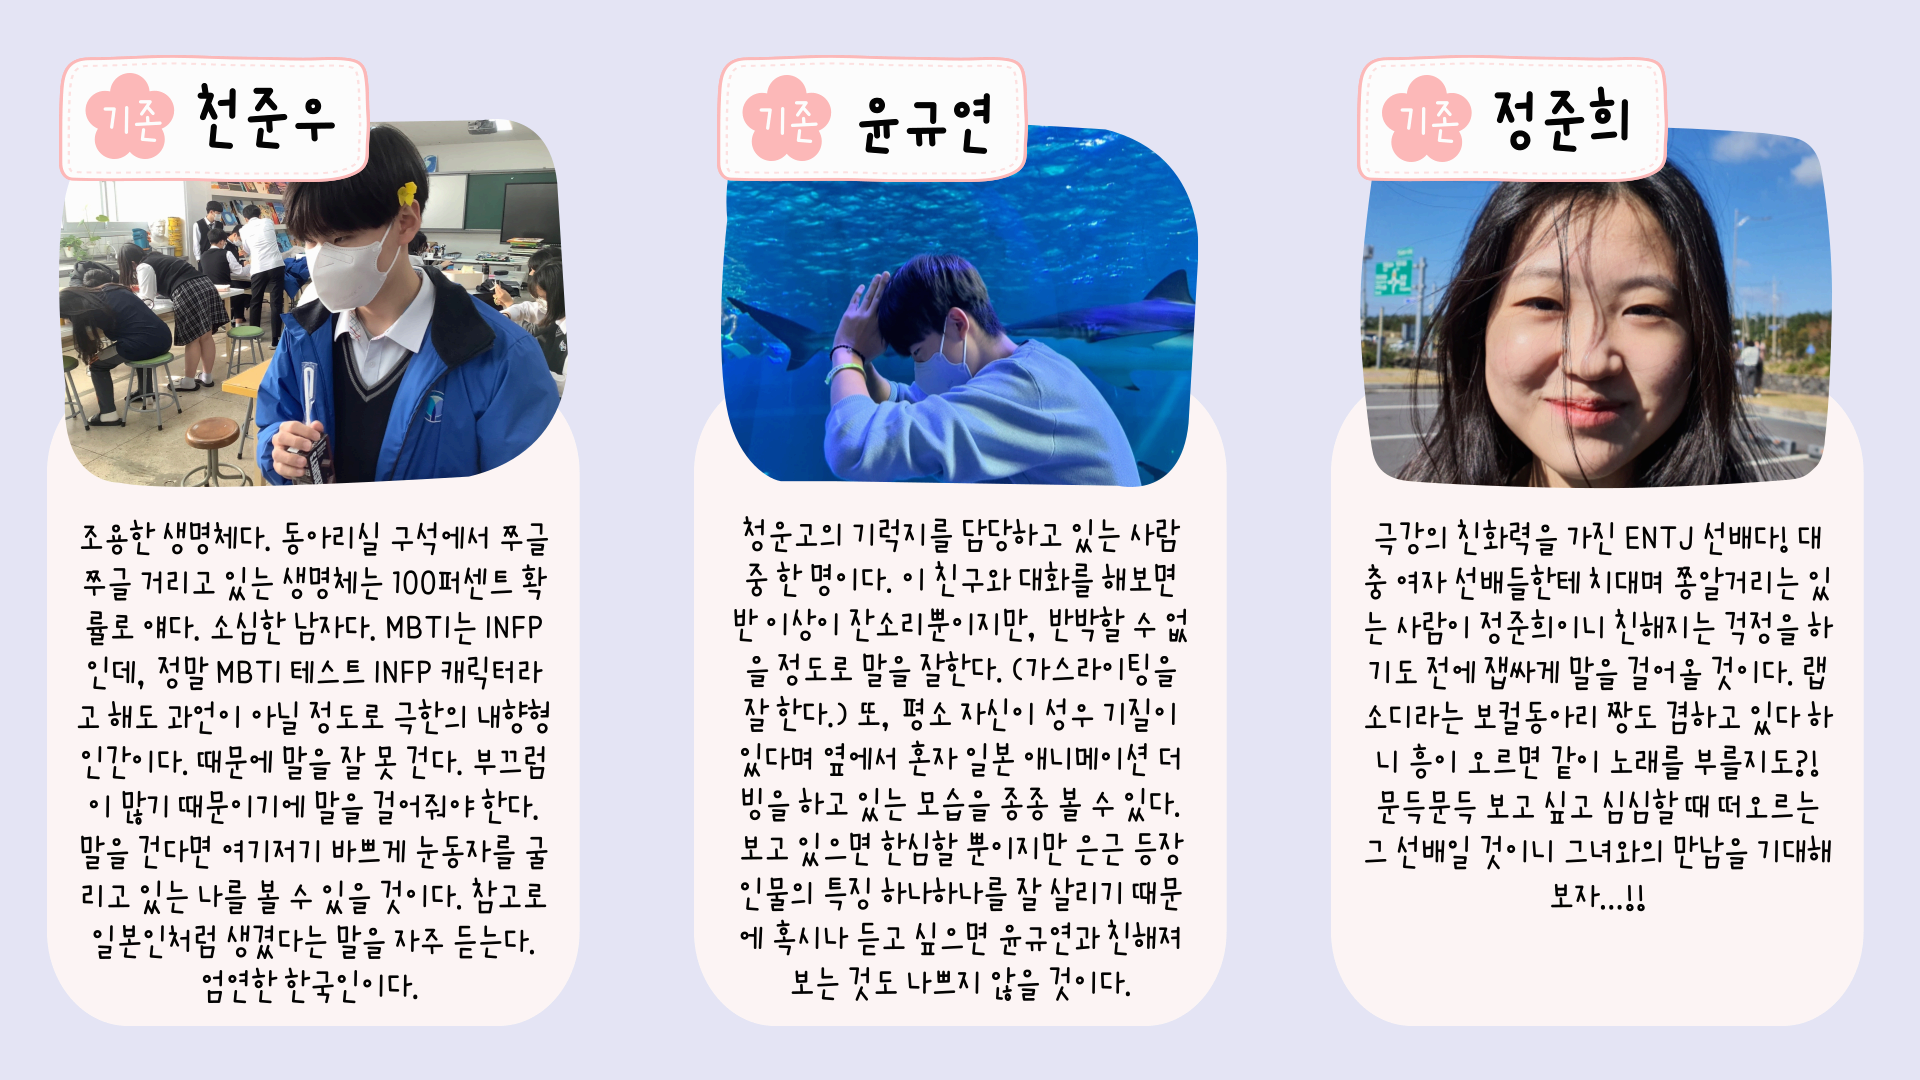 기존 천준우
조용한 생명체다. 동아리실 구석에서 쭈글
쭈글 거리고 있는 생명체는 100퍼센트 확
률로 얘다. 소심한 남자다. MBTI는 INFP
인데, 정말 MBTI 테스트 INFP 캐릭터라
고 해도 과언이 아닐 정도로 극한의 내향형
인간이다. 때문에 말을 잘 못 건다. 부끄럼
이 많기 때문이기에 말을 걸어줘야 한다.
말을 건다면 여기저기 바쁘게 눈동자를 굴
리고 있는 나를 볼 수 있을 것이다. 참고로
일본인처럼 생겼다는 말을 자주 듣는다.
엄연한 한국인이다.
기존 윤규연
청운고의 기럭지를 담당하고 있는 사람
중 한 명이다. 이 친구와 대화를 해보면
반 이상이 잔소리뿐이지만, 반박할 수 없
을 정도로 말을 잘한다. (가스라이팅을
잘 한다.) 또, 평소 자신이 성우 기질이
있다며 옆에서 혼자 일본 애니메이션 더
빙을 하고 있는 모습을 종종 볼 수 있다.
보고 있으면 한심할 뿐이지만 은근 등장
인물의 특징 하나하나를 잘 살리기 때문
에 혹시나 듣고 싶으면 윤규연과 친해져
보는 것도 나쁘지 않을 것이다.
기존 정준희
극강의 친화력을 가진 ENTJ 선배다! 대
충 여자 선배들한테 치대며 쫑알거리는 있
는 사람이 정준희이니 친해지는 걱정을 하
기도 전에 잽싸게 말을 걸어올 것이다. 랩
소디라는 보컬동아리 짱도 겸하고 있다 하
니 흥이 오르면 같이 노래를 부를지도?!
문득문득 보고 싶고 심심할 때 떠오르는
그 선배일 것이니 그녀와의 만남을 기대해
보자...!!